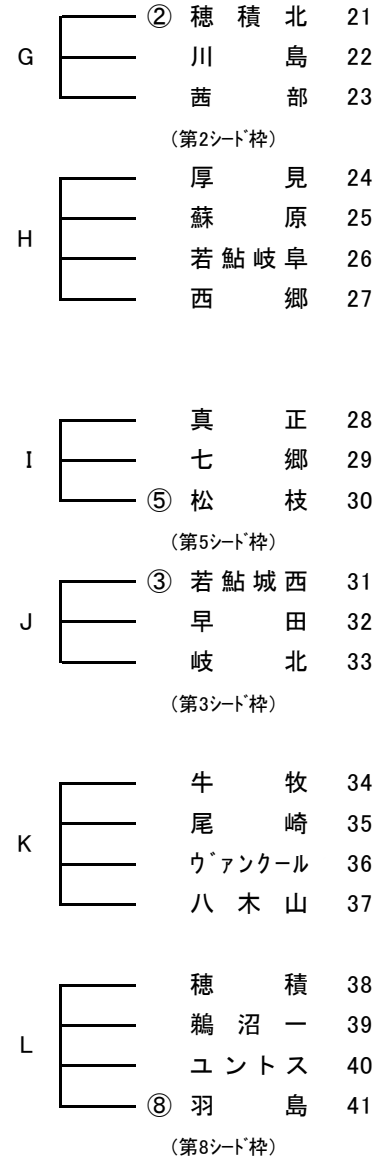 ② 穂積北 21
G 川島 22
茜部 23
(第2シード枠)
厚見 24
蘇原 25
H
若鮎岐阜 26
西郷 27
真正 28
I 七郷 29
⑤ 松枝 30
(第5シード枠)
③ 若鮎城西 31
J 早田 32
岐北 33
(第3シード枠)
牛牧 34
尾崎 35
K
ヴァンクール 36
八木山 37
穂積 38
鵜沼一 39
L
ユントス 40
⑧ 羽島 41
(第8シード枠)